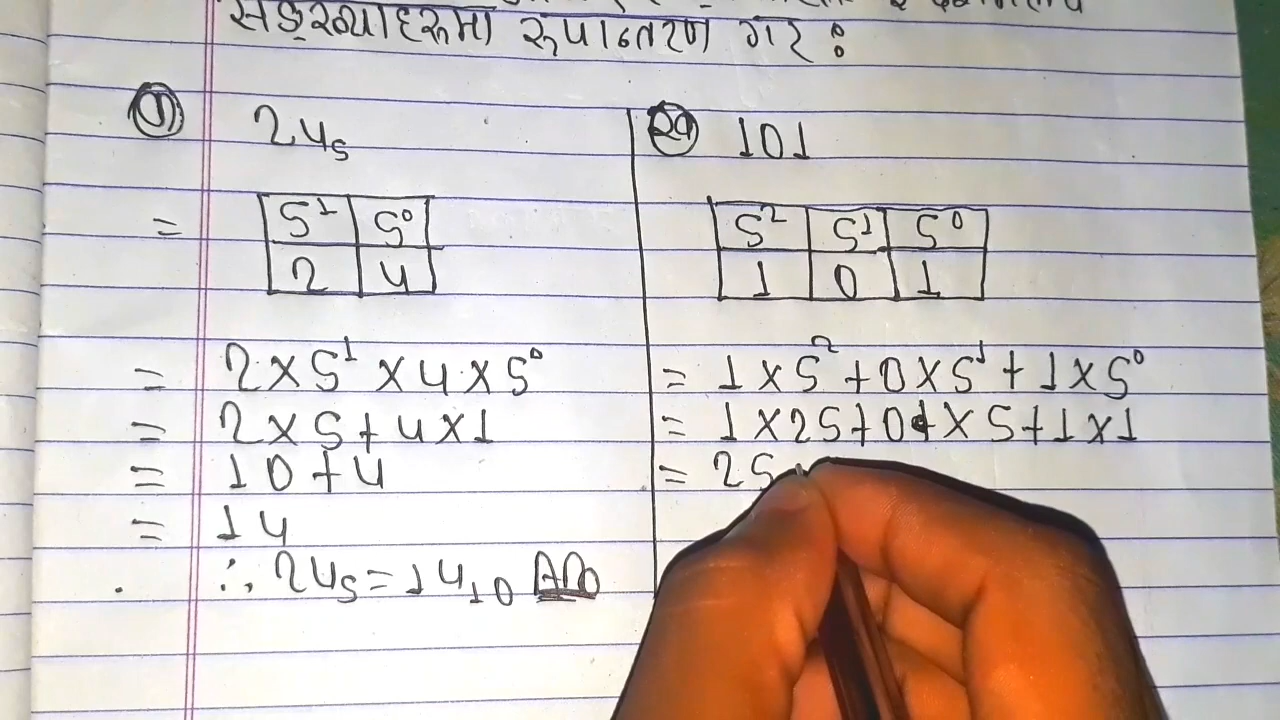 सङ्ख्याहरुमा रुपान्तरण गर :
(१) 24₅
= 5¹ 5⁰
2 4
= 2×5¹×4×5⁰
= 2×5+4×1
= 10+4
= 14
∴ 24₅=14₁₀ Ans
101
5² 5¹ 5⁰
1 0 1
= 1×5²+0×5¹+1×5⁰
= 1×25+0×5+1×1
= 25